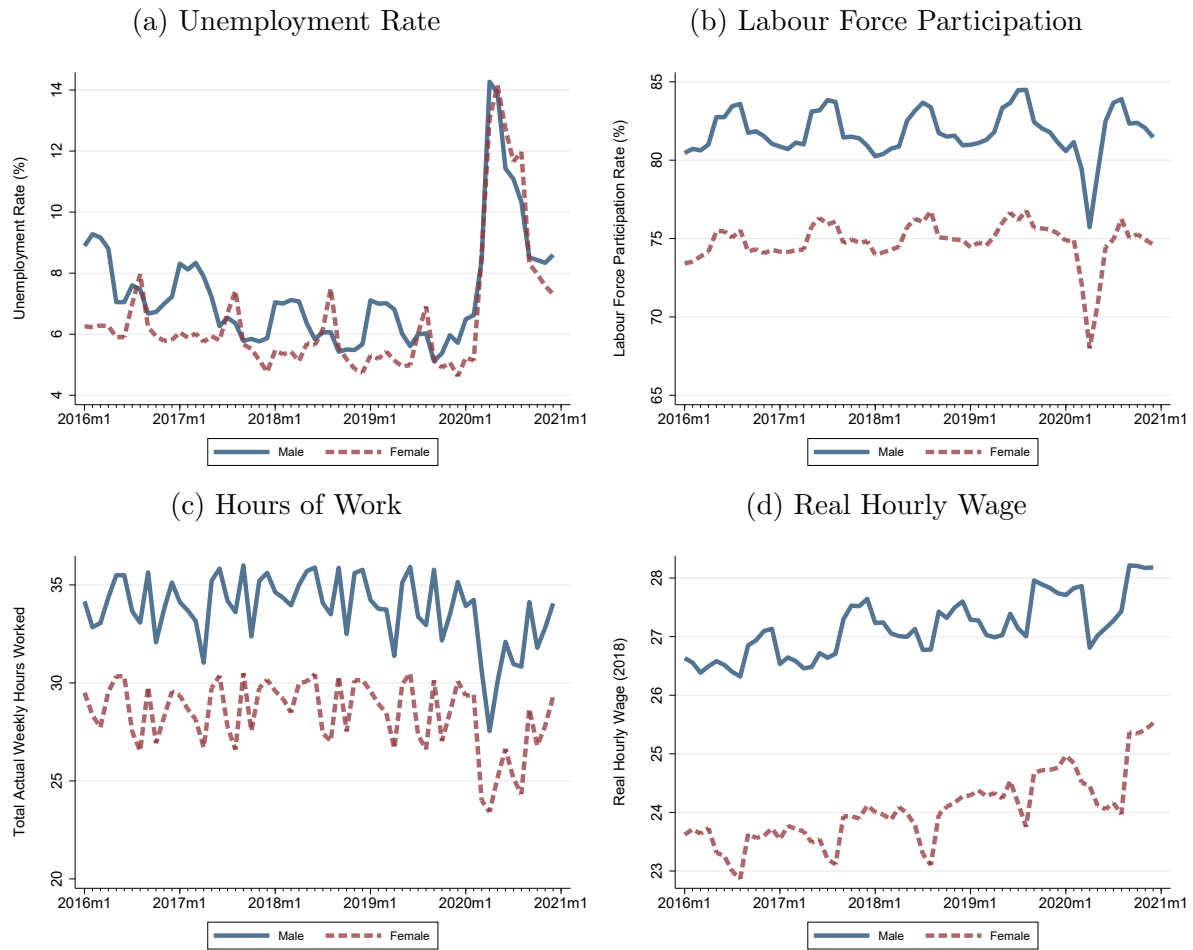 (a) Unemployment Rate
Unemployment Rate (%)
14
12
10
8
6
4
2016m1 2017m1 2018m1 2019m1 2020m1 2021m1
Male Female
(b) Labour Force Participation
Labour Force Participation Rate (%)
85
80
75
70
65
2016m1 2017m1 2018m1 2019m1 2020m1 2021m1
Male Female
(c) Hours of Work
Total Actual Weekly Hours Worked
35
30
25
20
2016m1 2017m1 2018m1 2019m1 2020m1 2021m1
Male Female
(d) Real Hourly Wage
Real Hourly Wage (2018)
28
27
26
25
24
23
2016m1 2017m1 2018m1 2019m1 2020m1 2021m1
Male Female